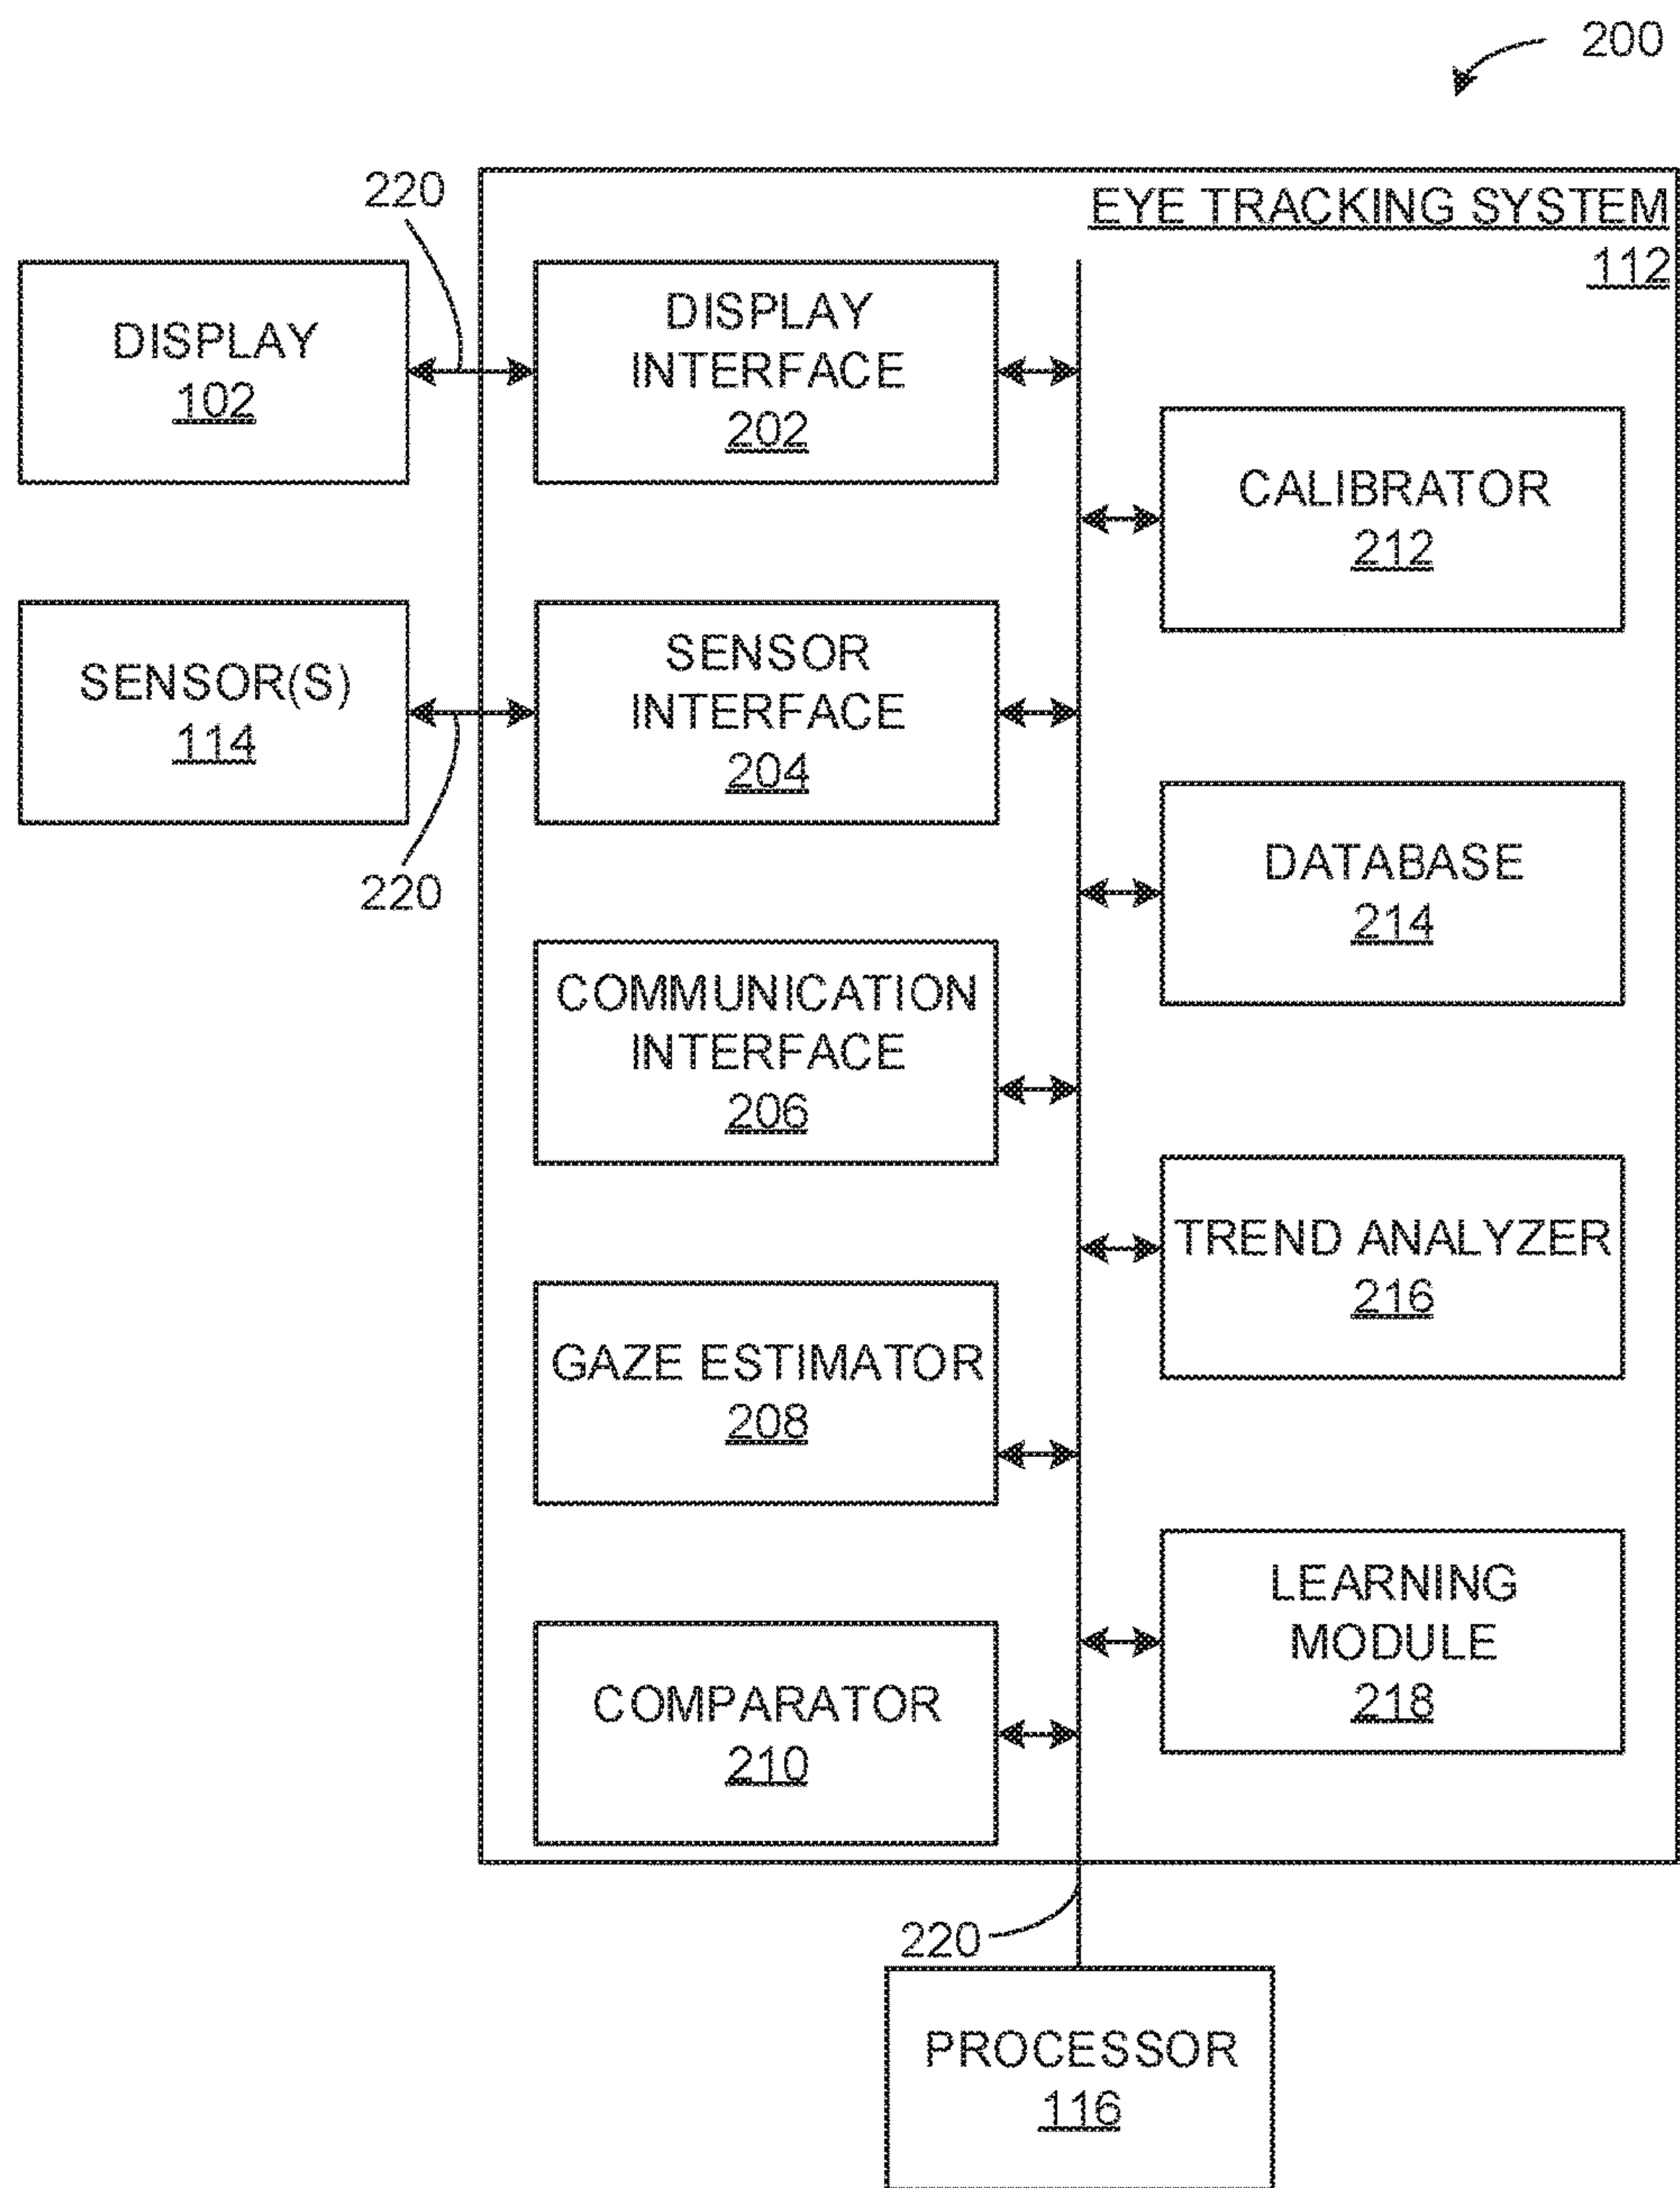 200
220
EYE TRACKING SYSTEM
112
DISPLAY
102
DISPLAY
INTERFACE
202
CALIBRATOR
212
SENSOR(S)
114
SENSOR
INTERFACE
204
220
DATABASE
214
COMMUNICATION
INTERFACE
206
TREND ANALYZER
216
GAZE ESTIMATOR
208
LEARNING
MODULE
218
COMPARATOR
210
220
PROCESSOR
116